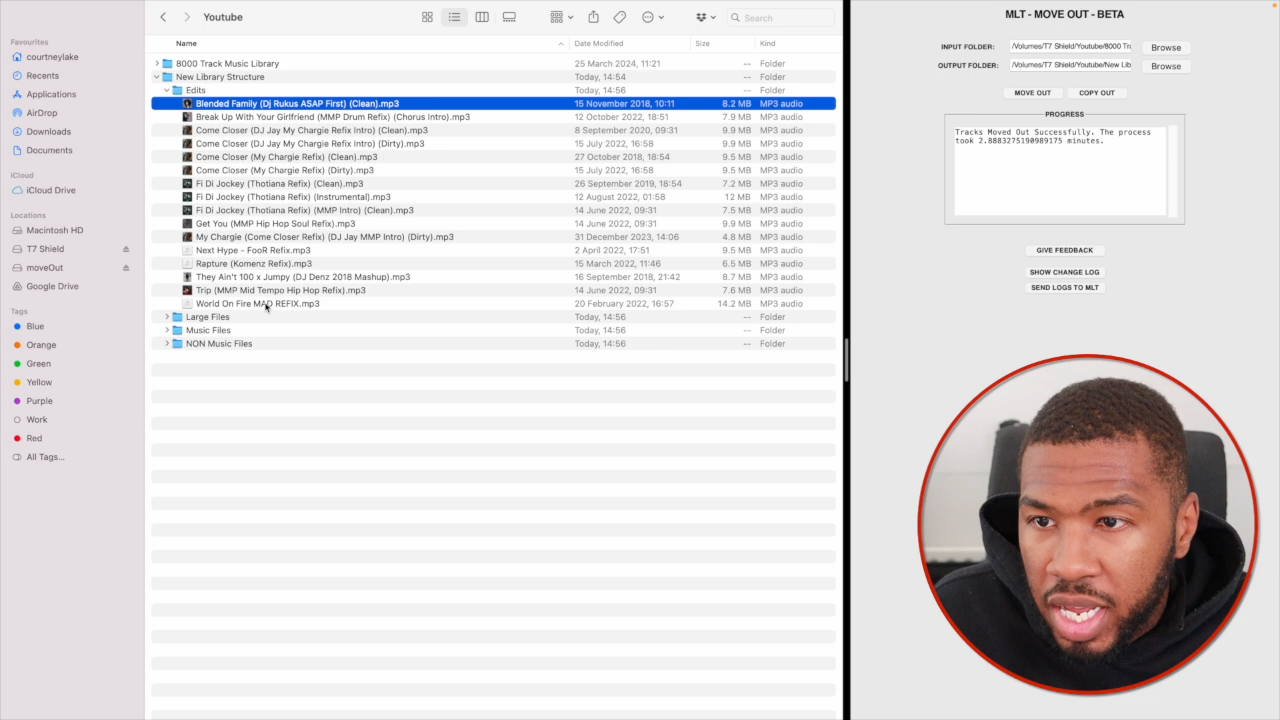 Youtube
Search
Favourites
courtneylake
Recents
Applications
AirDrop
Downloads
Documents
iCloud
iCloud Drive
Locations
Macintosh HD
T7 Shield
moveOut
Google Drive
Tags
Blue
Orange
Green
Yellow
Purple
Work
Red
All Tags...
Name Date Modified Size Kind
8000 Track Music Library 25 March 2024, 11:21 -- Folder
New Library Structure Today, 14:54 -- Folder
Edits Today, 14:56 -- Folder
Blended Family (Dj Rukus ASAP First) (Clean).mp3 15 November 2018, 10:11 8.2 MB MP3 audio
Break Up With Your Girlfriend (MMP Drum Refix) (Chorus Intro).mp3 12 October 2022, 18:51 7.9 MB MP3 audio
Come Closer (DJ Jay My Chargie Refix Intro) (Clean).mp3 8 September 2020, 09:31 9.9 MB MP3 audio
Come Closer (DJ Jay My Chargie Refix Intro) (Dirty).mp3 15 July 2022, 16:58 9.9 MB MP3 audio
Come Closer (My Chargie Refix) (Clean).mp3 27 October 2018, 18:54 6.5 MB MP3 audio
Come Closer (My Chargie Refix) (Dirty).mp3 15 July 2022, 16:58 6.5 MB MP3 audio
Fi Di Jockey (Thotiana Refix) (Clean).mp3 26 September 2019, 18:54 7.2 MB MP3 audio
Fi Di Jockey (Thotiana Refix) (Instrumental).mp3 12 August 2022, 01:58 12 MB MP3 audio
Fi Di Jockey (Thotiana Refix) (MMP Intro) (Clean).mp3 14 June 2022, 09:31 9.5 MB MP3 audio
Get You (MMP Hip Hop Soul Refix).mp3 14 June 2022, 09:31 9.9 MB MP3 audio
My Chargie (Come Closer Refix) (DJ Jay MMP Intro) (Dirty).mp3 31 December 2023, 14:06 4.8 MB MP3 audio
Next Hype - FooR Refix.mp3 2 April 2022, 17:51 9.5 MB MP3 audio
Rapture (Komenz Refix).mp3 15 March 2022, 11:46 6.5 MB MP3 audio
They Ain't 100 x Jumpy (DJ Denz 2018 Mashup).mp3 16 September 2018, 21:42 8.7 MB MP3 audio
Trip (MMP Mid Tempo Hip Hop Refix).mp3 14 June 2022, 09:31 7.6 MB MP3 audio
World On Fire MAD REFIX.mp3 20 February 2022, 16:57 14.2 MB MP3 audio
Large Files Today, 14:56 -- Folder
Music Files Today, 14:56 -- Folder
NON Music Files Today, 14:56 -- Folder
MLT - MOVE OUT - BETA
INPUT FOLDER: /Volumes/T7 Shield/Youtube/8000 Tra Browse
OUTPUT FOLDER: /Volumes/T7 Shield/Youtube/New Lib Browse
MOVE OUT COPY OUT
PROGRESS
Tracks Moved Out Successfully. The process
took 2.8883275190989175 minutes.
GIVE FEEDBACK
SHOW CHANGE LOG
SEND LOGS TO MLT